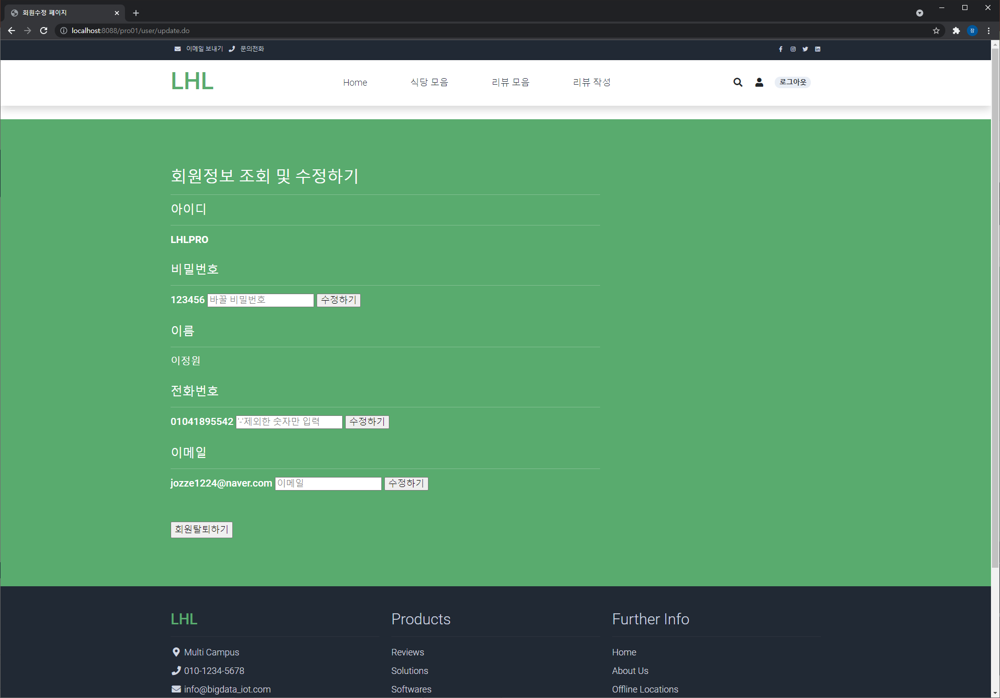 회원수정 페이지
localhost:8088/pro01/user/update.do
잠
이메일 보내기 문의전화
LHL Home 식당 모음 리뷰 모음 리뷰 작성 로그아웃
회원정보 조회 및 수정하기
아이디
LHLPRO
비밀번호
123456 바꿀 비밀번호 수정하기
이름
이정원
전화번호
01041895542 '-'제외한 숫자만 입력 수정하기
이메일
jozze1224@naver.com 이메일 수정하기
회원탈퇴하기
LHL
Multi Campus
010-1234-5678
info@bigdata_iot.com
Products
Reviews
Solutions
Softwares
Further Info
Home
About Us
Offline Locations